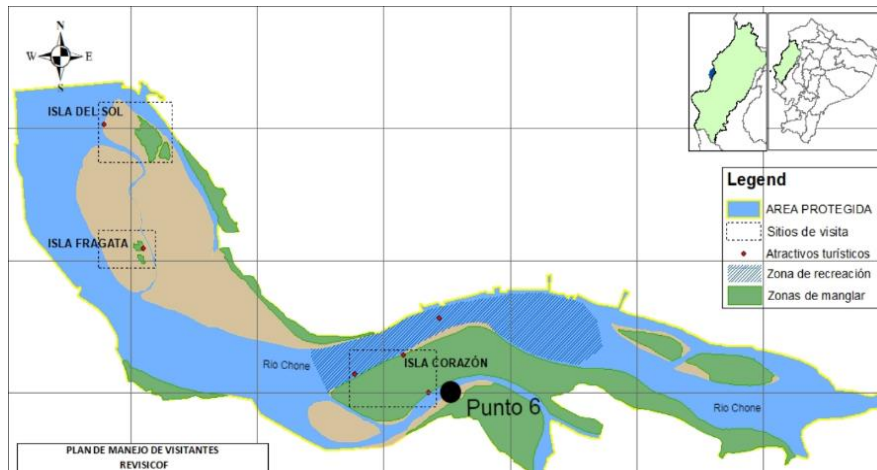 N
W E
S
ISLA DEL SOL
ISLA FRAGATA
Legend
AREA PROTEGIDA
Sitios de visita
Atractivos turísticos
Zona de recreación
Zonas de manglar
Rio Chone
ISLA CORAZÓN
Punto 6
Rio Chone
PLAN DE MANEJO DE VISITANTES
REVISICOF